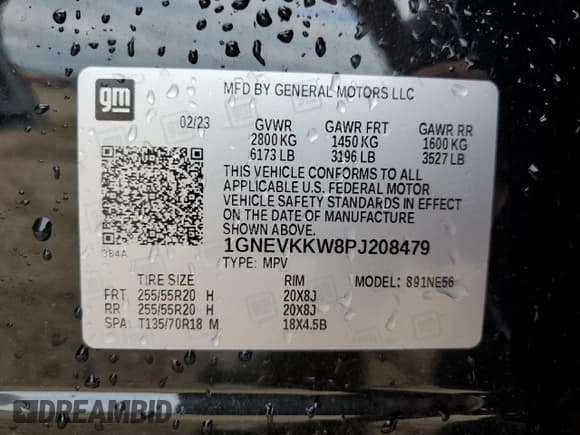 gm
MFD BY GENERAL MOTORS LLC
02/23 GVWR GAWR FRT GAWR RR
2800 KG 1450 KG 1600 KG
6173 LB 3196 LB 3527 LB
THIS VEHICLE CONFORMS TO ALL
APPLICABLE U.S. FEDERAL MOTOR
VEHICLE SAFETY STANDARDS IN EFFECT
ON THE DATE OF MANUFACTURE
SHOWN ABOVE.
384A
1GNEVKKW8PJ208479
TYPE: MPV
TIRE SIZE RIM MODEL: 891NE56
FRT 255/55R20 H 20X8J
RR 255/55R20 H 20X8J
SPA T135/70R18 M 18X4.5B
DREAMBID